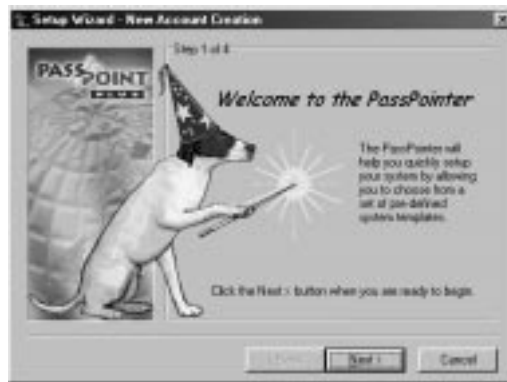 Setup Wizard - New Account Creation
Step 1 of 4
PASSPOINT
PLUS
Welcome to the PassPointer
The PassPointer will
help you quickly setup
your system by allowing
you to choose from a
set of pre-defined
system templates.
Click the Next > button when you are ready to begin.
Next >
Cancel